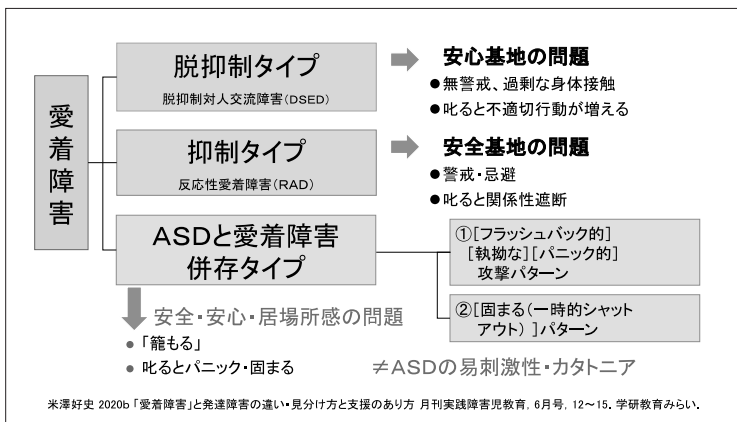 愛着障害
脱抑制タイプ
脱抑制対人交流障害(DSED)
安心基地の問題
●無警戒、過剰な身体接触
●叱ると不適切行動が増える
抑制タイプ
反応性愛着障害(RAD)
安全基地の問題
●警戒・忌避
●叱ると関係性遮断
ASDと愛着障害
併存タイプ
①[フラッシュバック的]
[執拗な][パニック的]
攻撃パターン
②[固まる(一時的シャット
アウト)]パターン
安全・安心・居場所感の問題
● 「籠もる」
● 叱るとパニック・固まる
≠ASDの易刺激性・カタトニア
米澤好史 2020b 「愛着障害」と発達障害の違い・見分け方と支援のあり方 月刊実践障害児教育, 6月号, 12～15. 学研教育みらい.